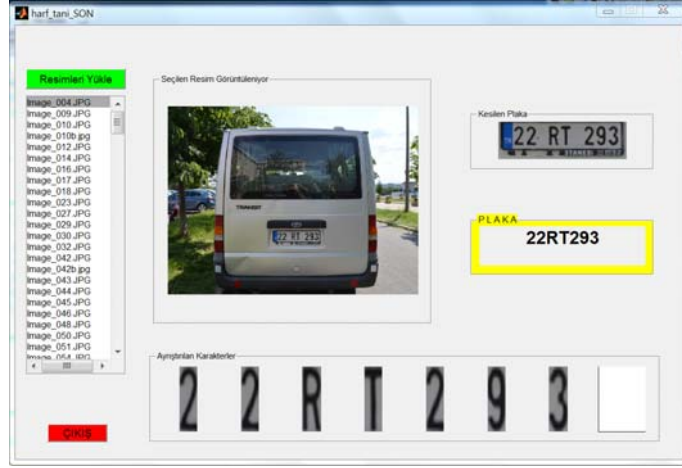 harf_tani_SON
Resimleri Yükle
Seçilen Resim Görüntüleniyor
Kesilen Plaka
Image_004.JPG
Image_009.JPG
Image_010.JPG
Image_010b.jpg
Image_012.JPG
Image_014.JPG
Image_016.JPG
Image_017.JPG
Image_018.JPG
Image_023.JPG
Image_027.JPG
Image_029.JPG
Image_030.JPG
Image_032.JPG
Image_042.JPG
Image_042b.jpg
Image_043.JPG
Image_044.JPG
Image_045.JPG
Image_046.JPG
Image_048.JPG
Image_050.JPG
Image_051.JPG
Image_054.JPG
TRANSIT
22 RT 293
22 RT 293
PLAKA
22RT293
Ayrıştırılan Karakterler
2 2 R T 2 9 3
ÇIKIŞ